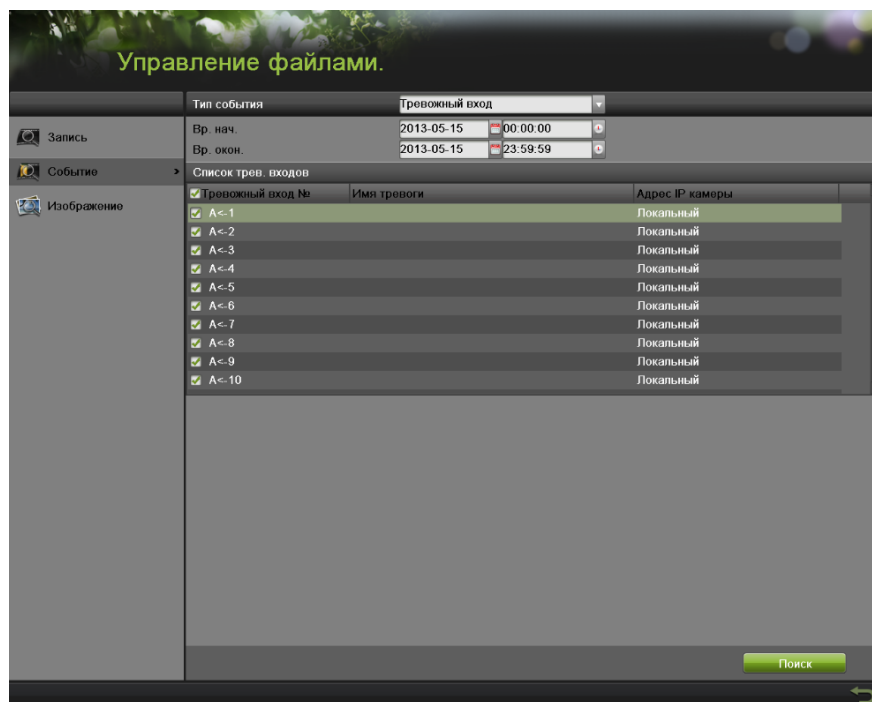 Управление файлами.
Тип события Тревожный вход
Запись
Вр. нач. 2013-05-15 00:00:00
Вр. окон. 2013-05-15 23:59:59
Событие
Список трев. входов
Изображение
Тревожный вход № Имя тревоги Адрес IP камеры
A<-1 Локальный
A<-2 Локальный
A<-3 Локальный
A<-4 Локальный
A<-5 Локальный
A<-6 Локальный
A<-7 Локальный
A<-8 Локальный
A<-9 Локальный
A<-10 Локальный
Поиск